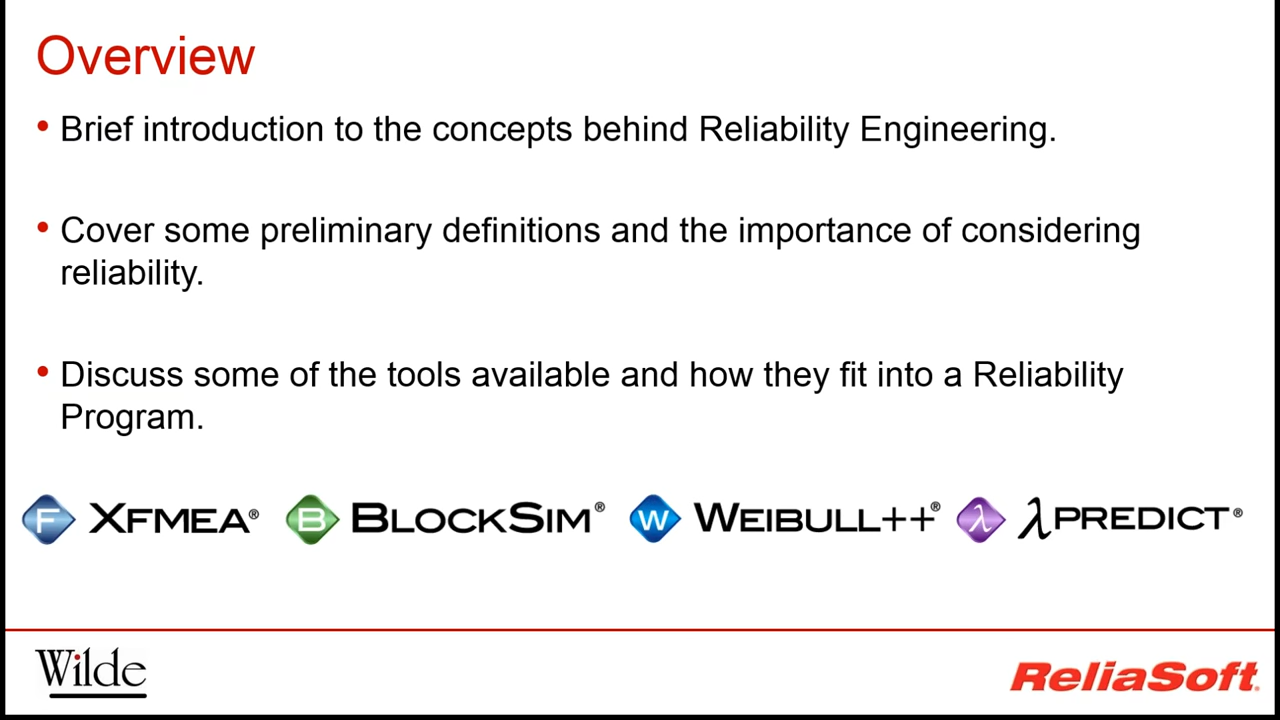 Overview
• Brief introduction to the concepts behind Reliability Engineering.
• Cover some preliminary definitions and the importance of considering
reliability.
• Discuss some of the tools available and how they fit into a Reliability
Program.
F XFMEA® B BLOCKSIM® W WEIBULL++® λ λPREDICT®
Wilde ReliaSoft.